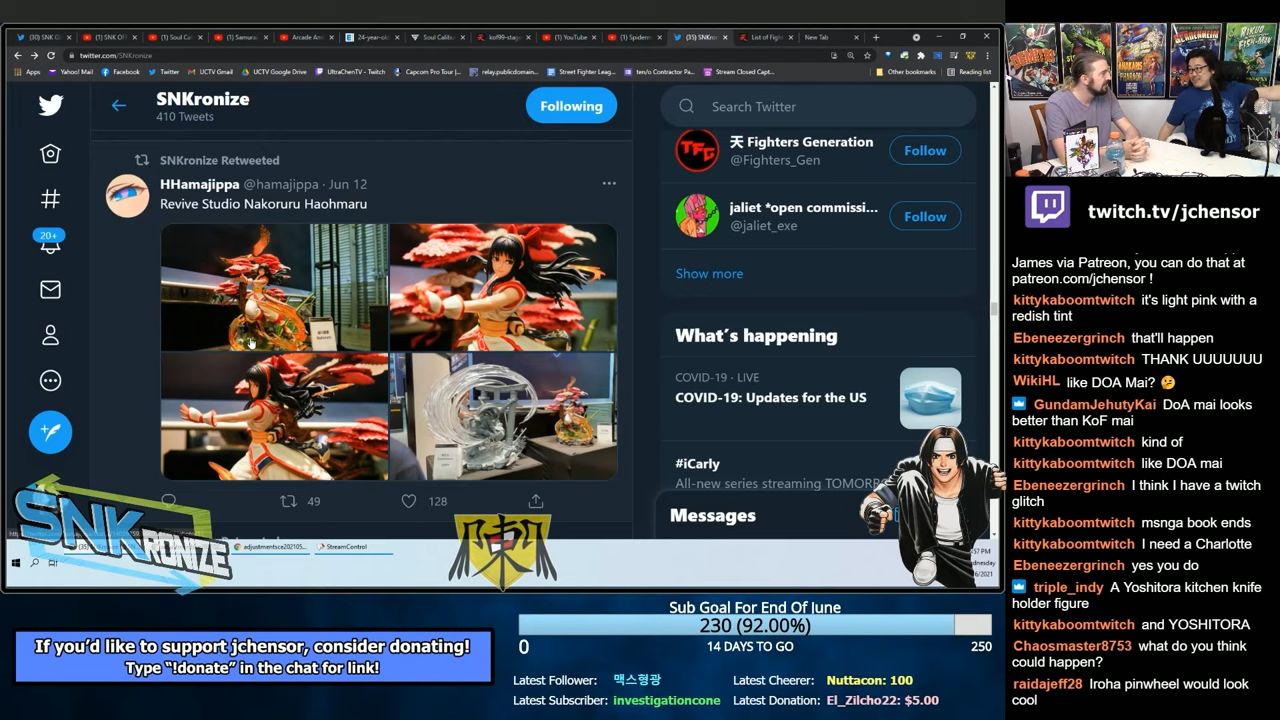 (30) SNK G
(1) SNK OFF
(1) Soul Cal
(1) Samura
Arcade Ani
24-year-old
Soul Calibu
kof99-stag
(1) YouTube
(1) Spiderm
(35) SNKro
List of Fight
New Tab
twitter.com/SNKronize
Apps
Yahoo! Mail
Facebook
Twitter
UCTV Gmail
UCTV Google Drive
UltraChenTV - Twitch
Capcom Pro Tour |...
relay.publicdomain...
Street Fighter Leag...
ten/o Contractor Pa...
Stream Closed Capt...
Other bookmarks
Reading list
SNKronize
410 Tweets
Following
Search Twitter
SNKronize Retweeted
HHamajippa @hamajippa · Jun 12
Revive Studio Nakoruru Haohmaru
20+
49
128
TFG
天 Fighters Generation
@Fighters_Gen
Follow
jaliet *open commissi...
@jaliet_exe
Follow
Show more
What's happening
COVID-19 · LIVE
COVID-19: Updates for the US
#iCarly
All-new series streaming TOMORR
Messages
adjustmentsce202105...
StreamControl
:57 PM
SNKRONIZE
東
twitch.tv/jchensor
James via Patreon, you can do that at
patreon.com/jchensor !
kittykaboomtwitch it's light pink with a
redish tint
Ebeneezergrinch that'll happen
kittykaboomtwitch THANK UUUUUUU
WikiHL like DOA Mai? 🤔
GundamJehutyKai DoA mai looks
better than KoF mai
kittykaboomtwitch kind of
kittykaboomtwitch like DOA mai
Ebeneezergrinch I think I have a twitch
glitch
kittykaboomtwitch msnga book ends
kittykaboomtwitch I need a Charlotte
Ebeneezergrinch yes you do
triple_indy A Yoshitora kitchen knife
holder figure
kittykaboomtwitch and YOSHITORA
Chaosmaster8753 what do you think
could happen?
raidajeff28 Iroha pinwheel would look
cool
If you'd like to support jchensor, consider donating!
Type "!donate" in the chat for link!
Sub Goal For End Of June
230 (92.00%)
0
14 DAYS TO GO
250
Latest Follower: 맥스형광
Latest Cheerer: Nuttacon: 100
Latest Subscriber: investigationcone
Latest Donation: El_Zilcho22: $5.00